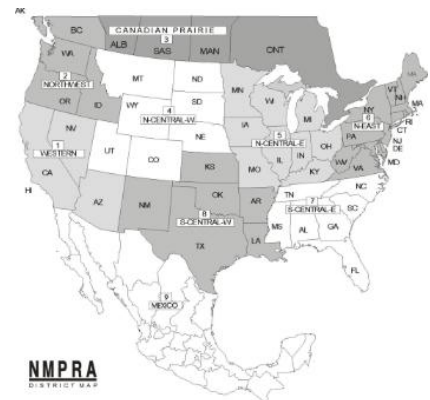 AK
BC
CANADIAN PRAIRIE
3
ALB
SAS
MAN
ONT
WA
2
NORTHWEST
OR
ID
MT
ND
WY
SD
4
N-CENTRAL-W
NE
NV
1
WESTERN
UT
CO
CA
AZ
HI
MN
WI
MI
IA
5
N-CENTRAL-E
IL
IN
OH
MO
KY
KS
OK
AR
NM
8
S-CENTRAL-W
TX
LA
TN
NC
7
S-CENTRAL-E
SC
MS
AL
GA
FL
ME
VT
NH
MA
NY
6
N-EAST
RI
CT
PA
NJ
DE
WV
VA
MD
9
MEXICO
NMPRA
DISTRICT MAP